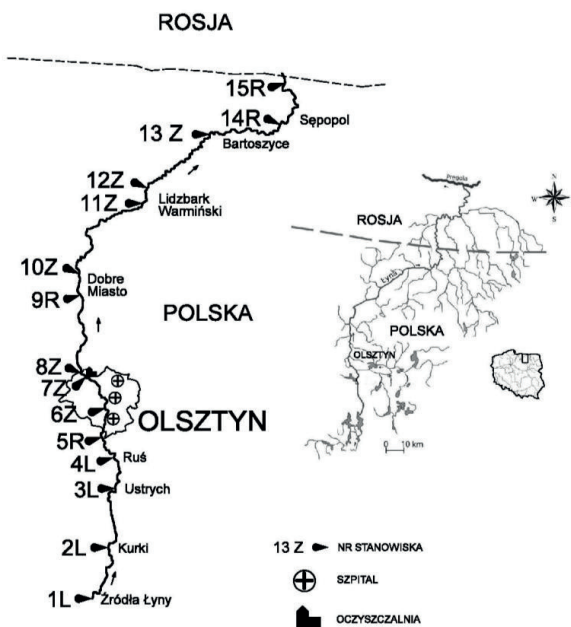 ROSJA
15R
14R
Sępopol
13 Z
Bartoszyce
12Z
11Z
Lidzbark
Warmiński
10Z
Dobre
Miasto
9R
POLSKA
8Z
7Z
6Z
OLSZTYN
5R
4L
Ruś
3L
Ustrych
2L
Kurki
1L
Źródła Łyny
Pregoła
N
N
W
E
S
ROSJA
Łyna
POLSKA
OLSZTYN
0
10 km
13 Z
NR STANOWISKA
SZPITAL
OCZYSZCZALNIA